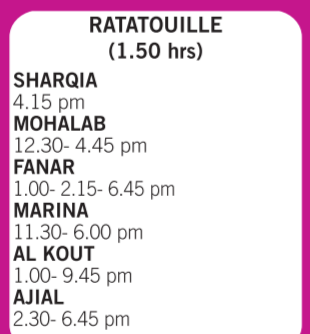 RATATOUILLE
(1.50 hrs)
SHARQIA
4.15 pm
MOHALAB
12.30- 4.45 pm
FANAR
1.00- 2.15- 6.45 pm
MARINA
11.30- 6.00 pm
AL KOUT
1.00- 9.45 pm
AJIAL
2.30- 6.45 pm